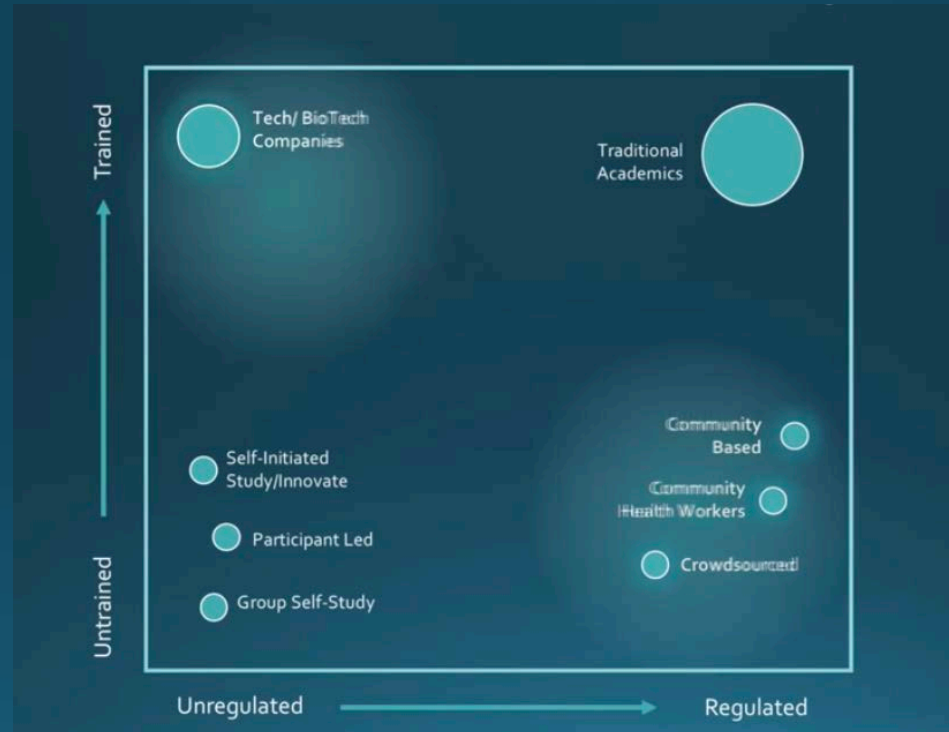 Trained
Untrained
Tech/ BioTech
Companies
Traditional
Academics
Community
Based
Self-Initiated
Study/Innovate
Community
Health Workers
Participant Led
Crowdsourced
Group Self-Study
Unregulated
Regulated